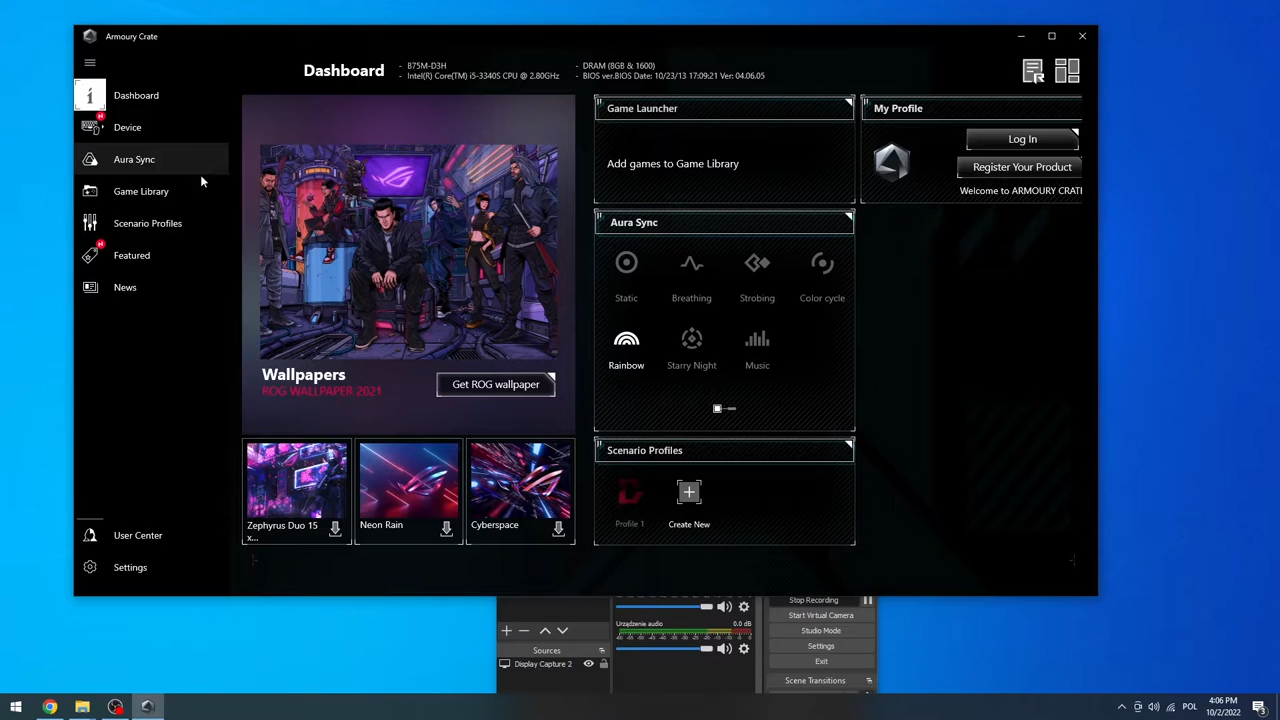 Armoury Crate
Dashboard
B75M-D3H
Intel(R) Core(TM) i5-3340S CPU @ 2.80GHz
DRAM (8GB & 1600)
BIOS ver.BIOS Date: 10/23/13 17:09:21 Ver: 04.06.05
Dashboard
N
Device
Aura Sync
Game Library
Scenario Profiles
N
Featured
News
User Center
Settings
Wallpapers
ROG WALLPAPER 2021
Get ROG wallpaper
Zephyrus Duo 15
x...
Neon Rain
Cyberspace
Game Launcher
Add games to Game Library
Aura Sync
Static
Breathing
Strobing
Color cycle
Rainbow
Starry Night
Music
Scenario Profiles
Profile 1
Create New
My Profile
Log In
Register Your Product
Welcome to ARMOURY CRAT
Sources
Display Capture 2
Urządzenie audio
0.0 dB
Stop Recording
Start Virtual Camera
Studio Mode
Settings
Exit
Scene Transitions
POL
4:06 PM
10/2/2022
3